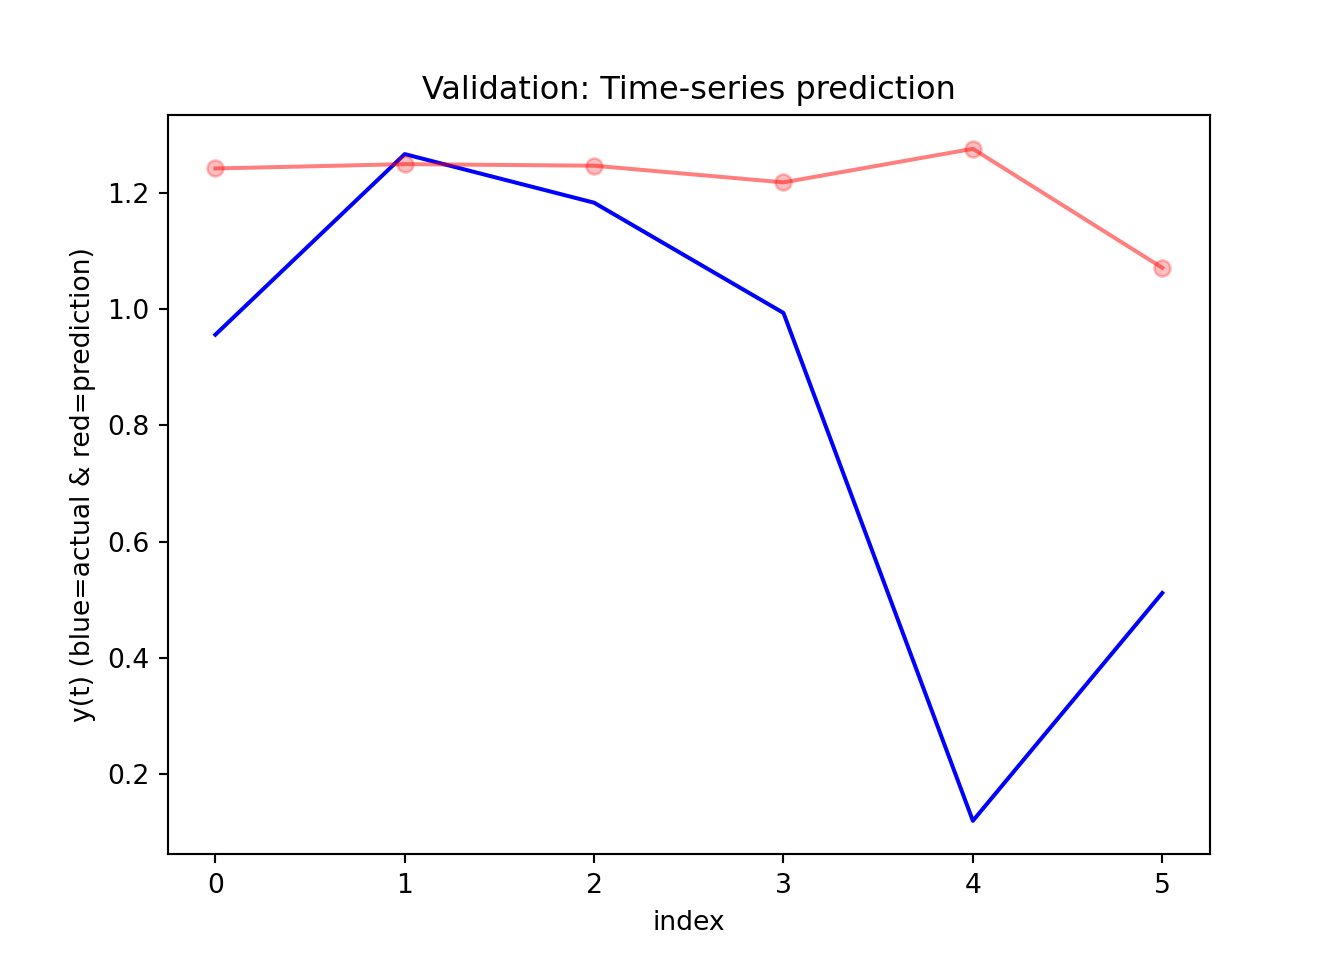 Validation: Time-series prediction
y(t) (blue=actual & red=prediction)
1.2
1.0
0.8
0.6
0.4
0.2
0 1 2 3 4 5
index